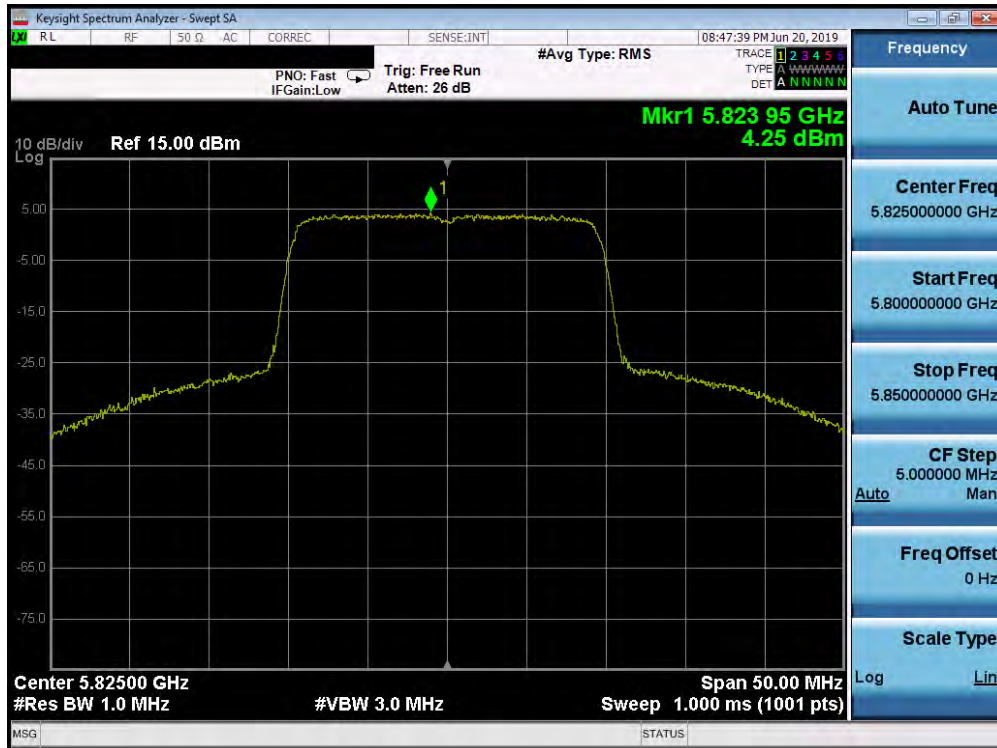 Keysight Spectrum Analyzer - Swept SA
LXI RL RF 50 Ω AC CORREC SENSE:INT 08:47:39 PM Jun 20, 2019
#Avg Type: RMS
TRACE 1 2 3 4 5 6
TYPE A WWWWWW
DET A N N N N N
PNO: Fast
IFGain:Low
Trig: Free Run
Atten: 26 dB
Frequency
Auto Tune
Mkr1 5.823 95 GHz
4.25 dBm
10 dB/div Ref 15.00 dBm
Log
1
5.00
-5.00
-15.0
-25.0
-35.0
-45.0
-55.0
-65.0
-75.0
Center 5.82500 GHz Span 50.00 MHz
#Res BW 1.0 MHz #VBW 3.0 MHz Sweep 1.000 ms (1001 pts)
Center Freq
5.825000000 GHz
Start Freq
5.800000000 GHz
Stop Freq
5.850000000 GHz
CF Step
5.000000 MHz
Auto Man
Freq Offset
0 Hz
Scale Type
Log Lin
MSG STATUS